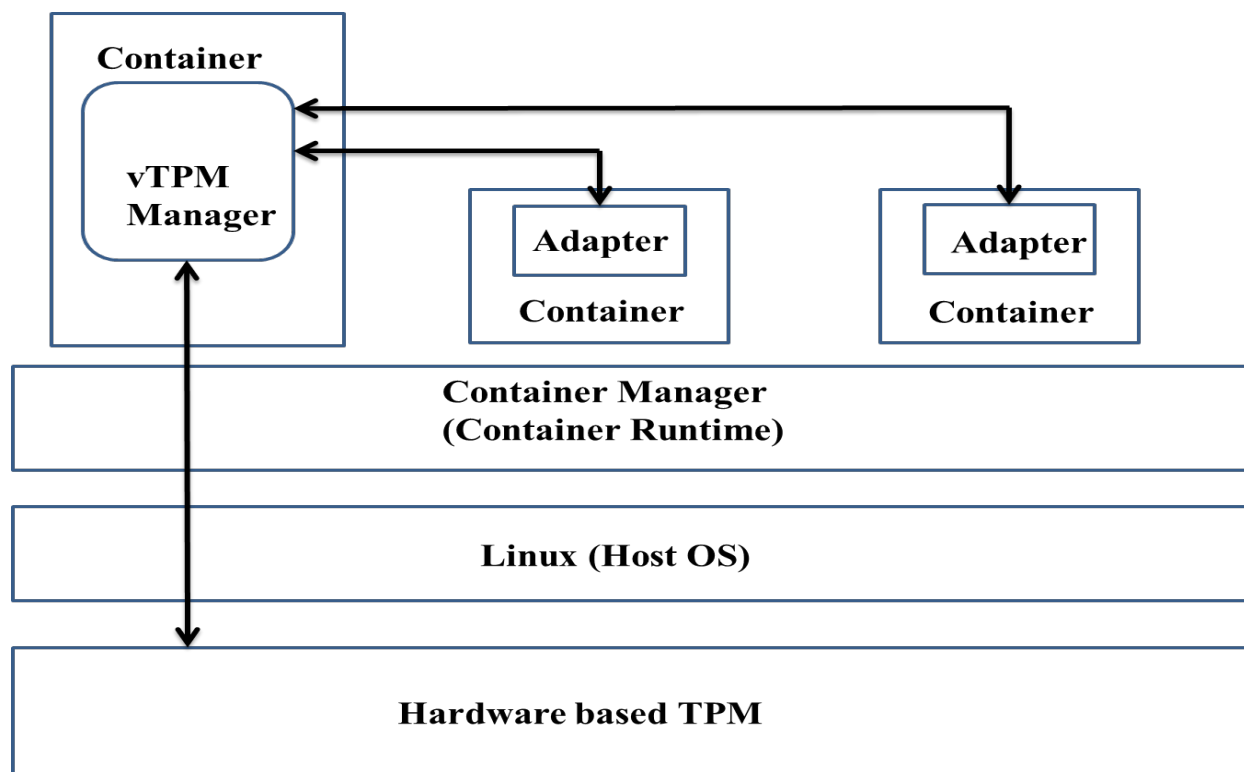 Container
vTPM
Manager
Adapter
Container
Adapter
Container
Container Manager
(Container Runtime)
Linux (Host OS)
Hardware based TPM